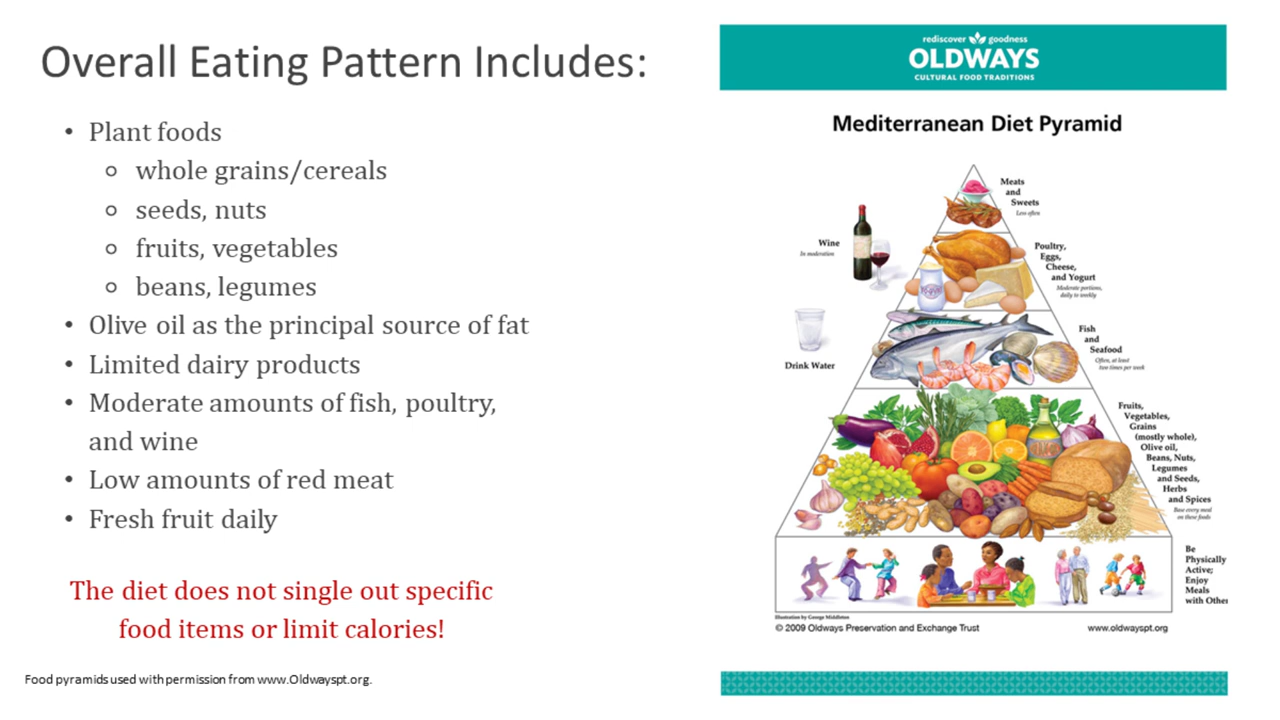 Overall Eating Pattern Includes:
• Plant foods
o whole grains/cereals
o seeds, nuts
o fruits, vegetables
o beans, legumes
• Olive oil as the principal source of fat
• Limited dairy products
• Moderate amounts of fish, poultry,
and wine
• Low amounts of red meat
• Fresh fruit daily
The diet does not single out specific
food items or limit calories!
Food pyramids used with permission from www.Oldwayspt.org.
rediscover goodness
OLDWAYS
CULTURAL FOOD TRADITIONS
Mediterranean Diet Pyramid
Meats
and
Sweets
Less often
Wine
In moderation
Poultry,
Eggs,
Cheese,
and Yogurt
Moderate portions,
daily to weekly
Drink Water
Fish
and
Seafood
Often, at least
two times per week
Fruits,
Vegetables,
Grains
(mostly whole),
Olive oil,
Beans, Nuts,
Legumes
and Seeds,
Herbs
and Spices
Base every meal
on these foods
Be
Physically
Active;
Enjoy
Meals
with Other
Illustration by George Middleton
© 2009 Oldways Preservation and Exchange Trust
www.oldwayspt.org